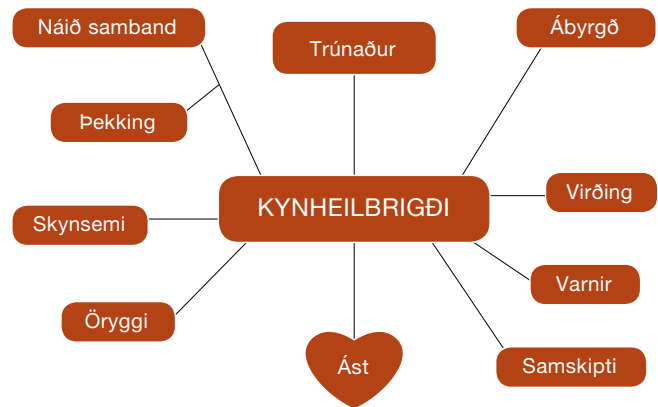 Náið samband
Trúnaður
Ábyrgð
Þekking
KYNHEILBRIGÐI
Virðing
Skynsemi
Varnir
Öryggi
Ást
Samskipti